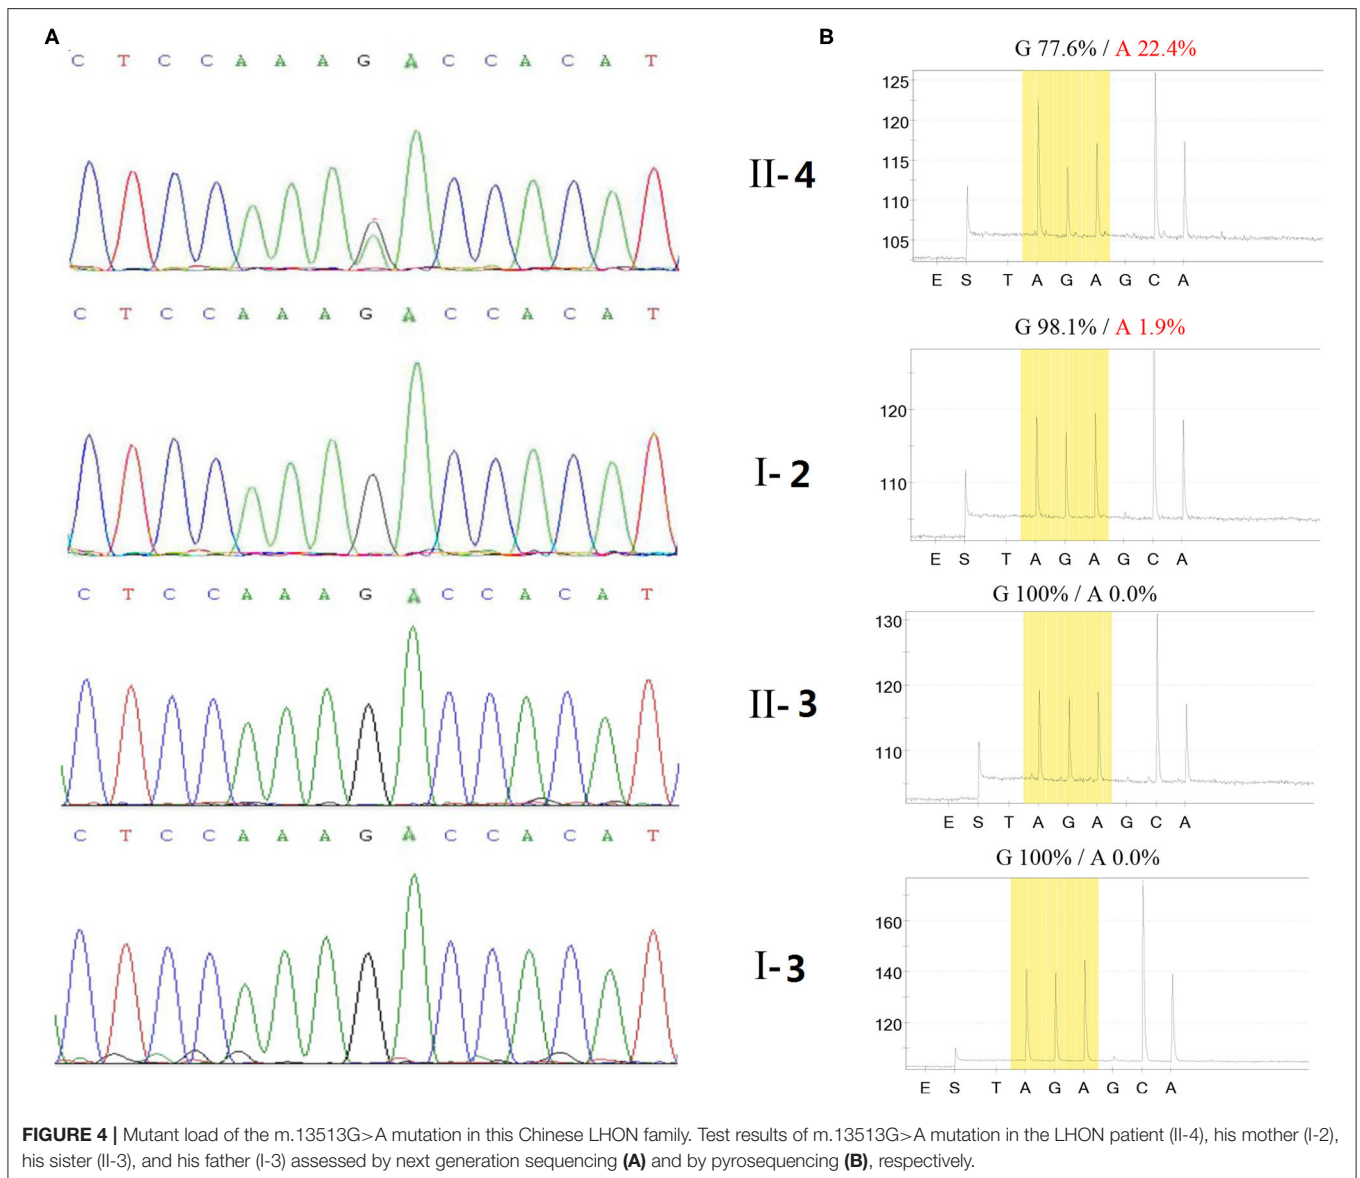 A
B
C T C C A A A G A C C A C A T
G 77.6% / A 22.4%
125
120
115
110
105
II-4
E S T A G A G C A
C T C C A A A G A C C A C A T
G 98.1% / A 1.9%
120
110
I-2
E S T A G A G C A
C T C C A A A G A C C A C A T
G 100% / A 0.0%
130
120
110
II-3
E S T A G A G C A
C T C C A A A G A C C A C A T
G 100% / A 0.0%
160
140
120
I-3
E S T A G A G C A
FIGURE 4 | Mutant load of the m.13513G>A mutation in this Chinese LHON family. Test results of m.13513G>A mutation in the LHON patient (II-4), his mother (I-2),
his sister (II-3), and his father (I-3) assessed by next generation sequencing (A) and by pyrosequencing (B), respectively.